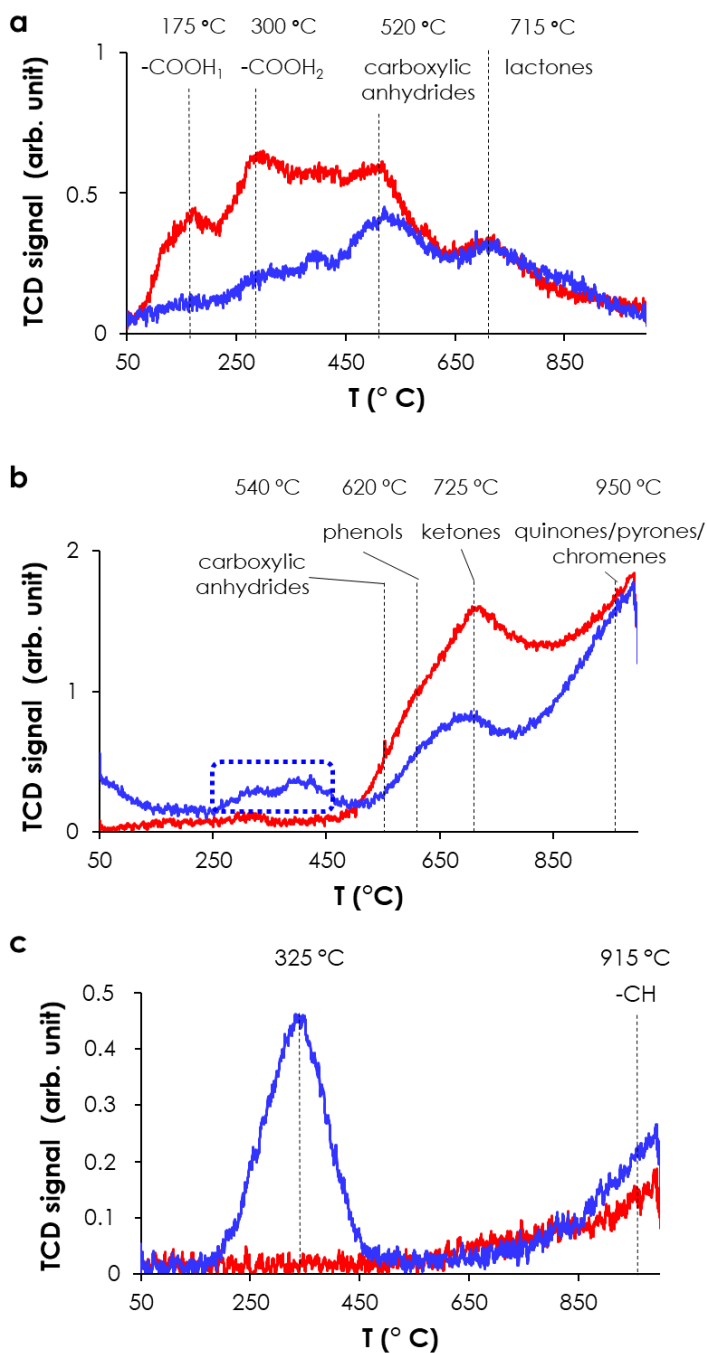 a
175 °C 300 °C 520 °C 715 °C
-COOH₁ -COOH₂ carboxylic lactones
anhydrides
1
0.5
0
50 250 450 650 850
T (° C)
TCD signal (arb. unit)
b
540 °C 620 °C 725 °C 950 °C
phenols ketones quinones/pyrones/
carboxylic chromenes
anhydrides
2
1
0
50 250 450 650 850
T (°C)
TCD signal (arb. unit)
c
325 °C 915 °C
-CH
0.5
0.4
0.3
0.2
0.1
0
50 250 450 650 850
T (° C)
TCD signal (arb. unit)